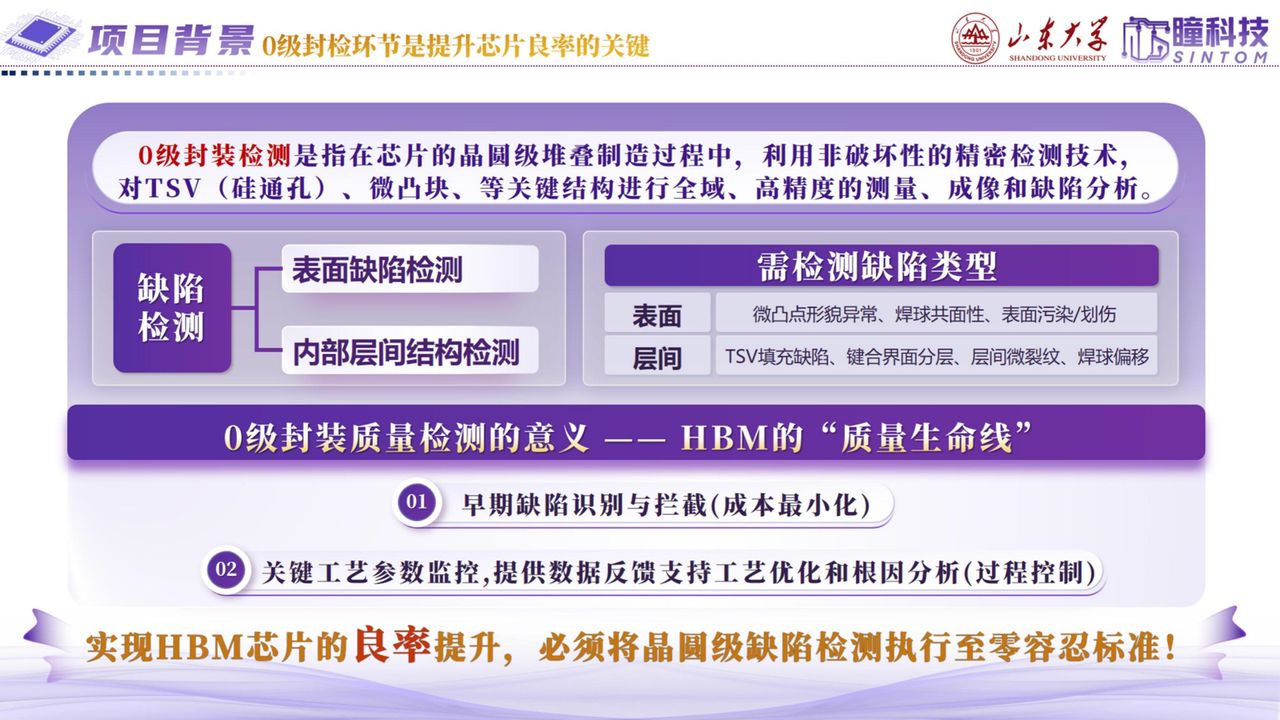 项目背景 0级封检环节是提升芯片良率的关键
山东大学
SHANDONG UNIVERSITY
1901
瞳科技
SINTOM
0级封装检测是指在芯片的晶圆级堆叠制造过程中，利用非破坏性的精密检测技术，
对TSV（硅通孔）、微凸块、等关键结构进行全域、高精度的测量、成像和缺陷分析。
缺陷
检测
表面缺陷检测
内部层间结构检测
需检测缺陷类型
表面 微凸点形貌异常、焊球共面性、表面污染/划伤
层间 TSV填充缺陷、键合界面分层、层间微裂纹、焊球偏移
0级封装质量检测的意义 —— HBM的“质量生命线”
01 早期缺陷识别与拦截(成本最小化)
02 关键工艺参数监控,提供数据反馈支持工艺优化和根因分析(过程控制)
实现HBM芯片的良率提升，必须将晶圆级缺陷检测执行至零容忍标准！